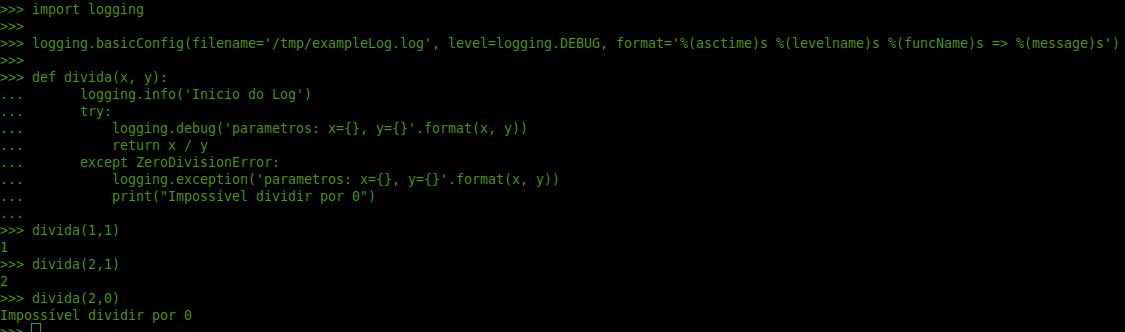 >>> import logging
>>>
>>> logging.basicConfig(filename='/tmp/exampleLog.log', level=logging.DEBUG, format='%(asctime)s %(levelname)s %(funcName)s => %(message)s')
>>>
>>> def divida(x, y):
...       logging.info('Inicio do Log')
...       try:
...           logging.debug('parametros: x={}, y={}'.format(x, y))
...           return x / y
...       except ZeroDivisionError:
...           logging.exception('parametros: x={}, y={}'.format(x, y))
...           print("Impossível dividir por 0")
...
>>> divida(1,1)
1
>>> divida(2,1)
2
>>> divida(2,0)
Impossível dividir por 0
>>>